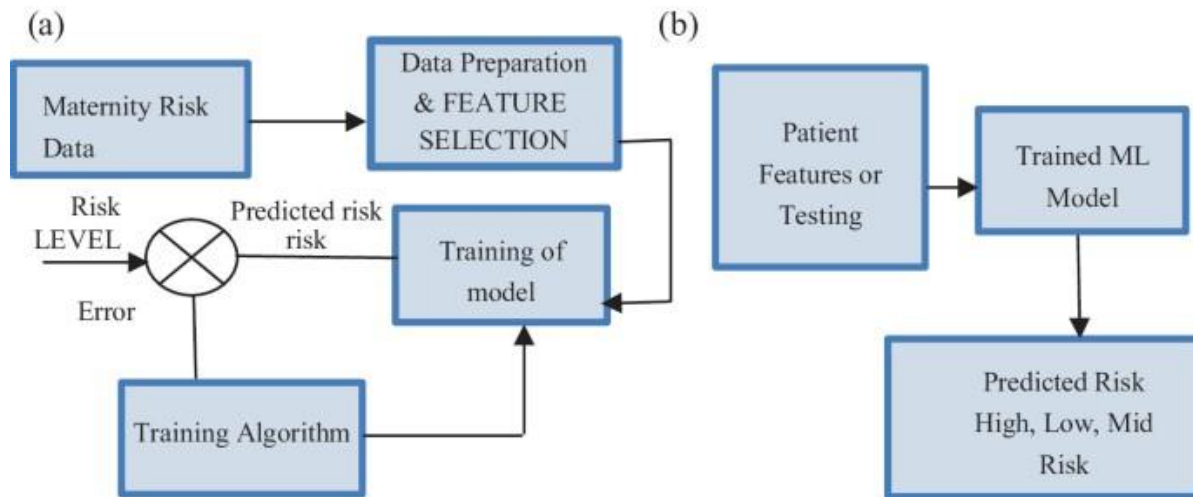 (a)
Maternity Risk
Data
Data Preparation
& FEATURE
SELECTION
Risk
LEVEL
Predicted risk
risk
Error
Training of
model
Training Algorithm
(b)
Patient
Features or
Testing
Trained ML
Model
Predicted Risk
High, Low, Mid
Risk